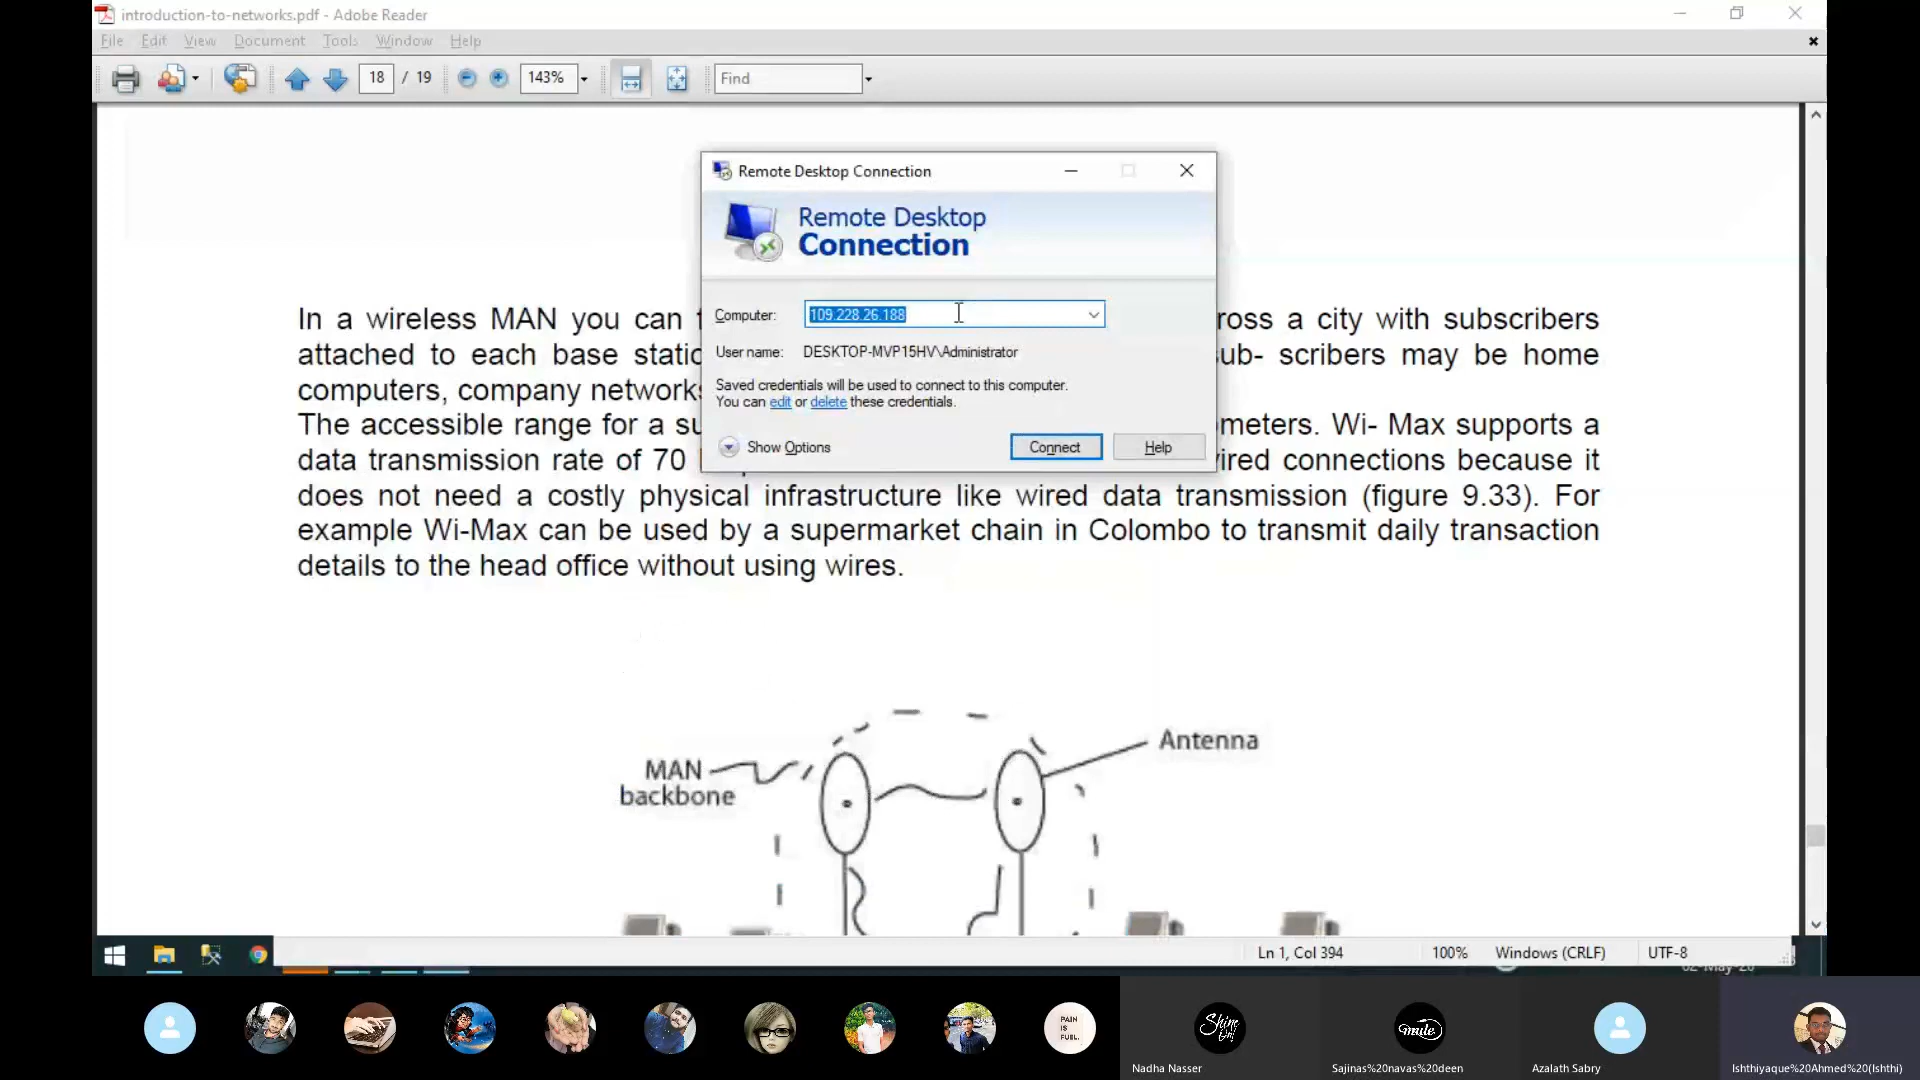 introduction-to-networks.pdf - Adobe Reader
File Edit View Document Tools Window Help
18 / 19 143% Find
Remote Desktop Connection
Remote Desktop
Connection
Computer: 109.228.26.188
User name: DESKTOP-MVP15HV\Administrator
Saved credentials will be used to connect to this computer.
You can edit or delete these credentials.
Show Options Connect Help
In a wireless MAN you can ross a city with subscribers
attached to each base static sub- scribers may be home
computers, company networks
The accessible range for a su meters. Wi- Max supports a
data transmission rate of 70 ired connections because it
does not need a costly physical infrastructure like wired data transmission (figure 9.33). For
example Wi-Max can be used by a supermarket chain in Colombo to transmit daily transaction
details to the head office without using wires.
MAN
backbone
Antenna
Ln 1, Col 394 100% Windows (CRLF) UTF-8
PAIN
IS
FUEL.
Shine
Girl
mule
Nadha Nasser
Sajinas%20navas%20deen
Azalath Sabry
Ishthiyaque%20Ahmed%20(Ishthi)